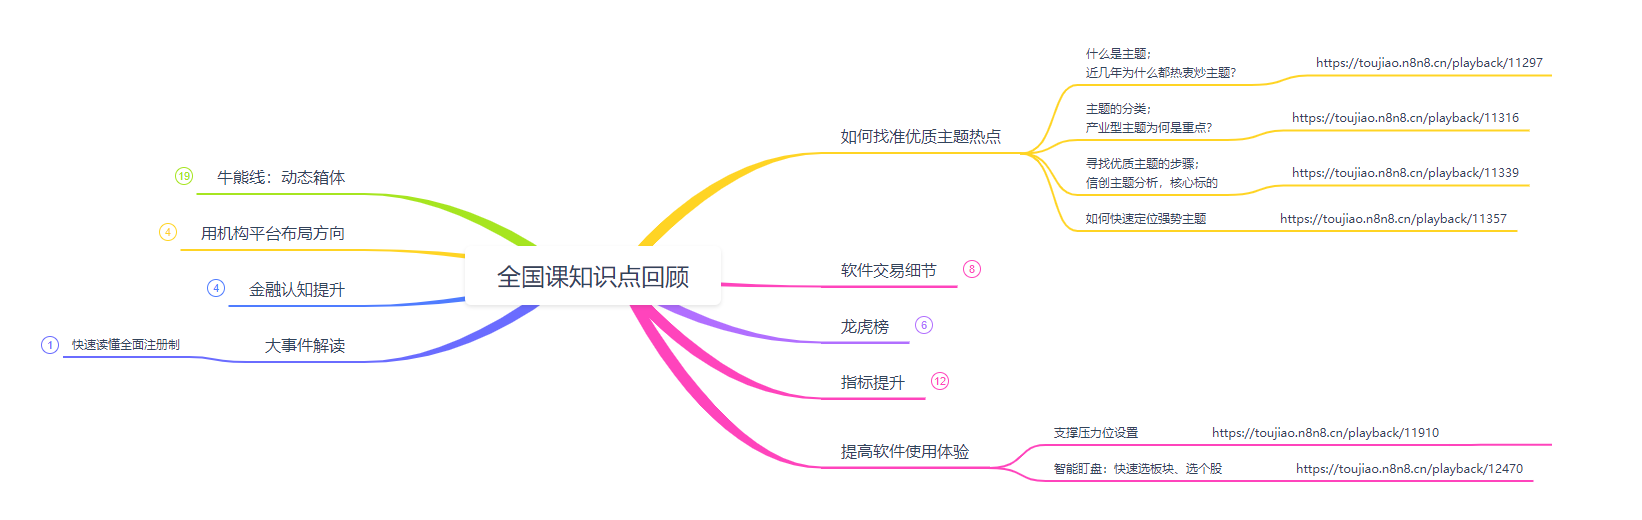 全国课知识点回顾
如何找准优质主题热点
什么是主题；
近几年为什么都热衷炒主题？
https://toujiao.n8n8.cn/playback/11297
主题的分类；
产业型主题为何是重点？
https://toujiao.n8n8.cn/playback/11316
寻找优质主题的步骤；
信创主题分析，核心标的
https://toujiao.n8n8.cn/playback/11339
如何快速定位强势主题
https://toujiao.n8n8.cn/playback/11357
软件交易细节
8
龙虎榜
6
指标提升
12
提高软件使用体验
支撑压力位设置
https://toujiao.n8n8.cn/playback/11910
智能盯盘：快速选板块、选个股
https://toujiao.n8n8.cn/playback/12470
牛熊线：动态箱体
19
用机构平台布局方向
4
金融认知提升
4
大事件解读
快速读懂全面注册制
1